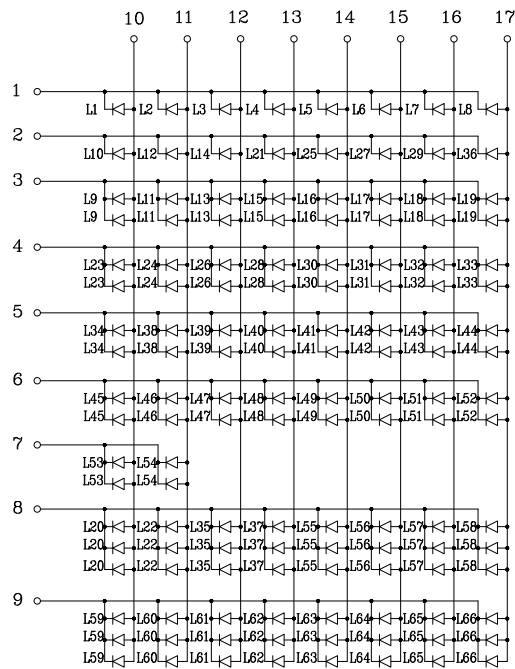 10 11 12 13 14 15 16 17
1
L1 L2 L3 L4 L5 L6 L7 L8
2
L10 L12 L14 L21 L25 L27 L29 L36
3
L9 L11 L13 L15 L16 L17 L18 L19
L9 L11 L13 L15 L16 L17 L18 L19
4
L23 L24 L26 L28 L30 L31 L32 L33
L23 L24 L26 L28 L30 L31 L32 L33
5
L34 L38 L39 L40 L41 L42 L43 L44
L34 L38 L39 L40 L41 L42 L43 L44
6
L45 L46 L47 L48 L49 L50 L51 L52
L45 L46 L47 L48 L49 L50 L51 L52
7
L53 L54
L53 L54
8
L20 L22 L35 L37 L55 L56 L57 L58
L20 L22 L35 L37 L55 L56 L57 L58
L20 L22 L35 L37 L55 L56 L57 L58
9
L59 L60 L61 L62 L63 L64 L65 L66
L59 L60 L61 L62 L63 L64 L65 L66
L59 L60 L61 L62 L63 L64 L65 L66